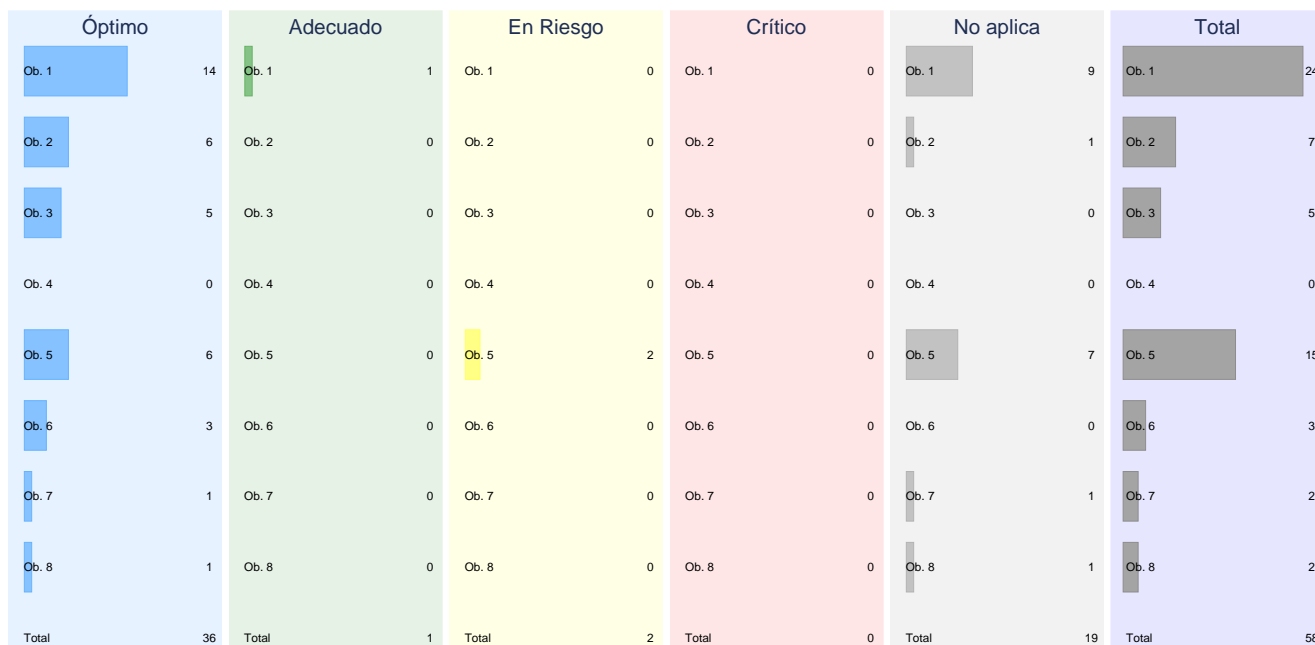 Óptimo Adecuado En Riesgo Crítico No aplica Total
Ob. 1 14 Ob. 1 1 Ob. 1 0 Ob. 1 0 Ob. 1 9 Ob. 1 24
Ob. 2 6 Ob. 2 0 Ob. 2 0 Ob. 2 0 Ob. 2 1 Ob. 2 7
Ob. 3 5 Ob. 3 0 Ob. 3 0 Ob. 3 0 Ob. 3 0 Ob. 3 5
Ob. 4 0 Ob. 4 0 Ob. 4 0 Ob. 4 0 Ob. 4 0 Ob. 4 0
Ob. 5 6 Ob. 5 0 Ob. 5 2 Ob. 5 0 Ob. 5 7 Ob. 5 15
Ob. 6 3 Ob. 6 0 Ob. 6 0 Ob. 6 0 Ob. 6 0 Ob. 6 3
Ob. 7 1 Ob. 7 0 Ob. 7 0 Ob. 7 0 Ob. 7 1 Ob. 7 2
Ob. 8 1 Ob. 8 0 Ob. 8 0 Ob. 8 0 Ob. 8 1 Ob. 8 2
Total 36 Total 1 Total 2 Total 0 Total 19 Total 58